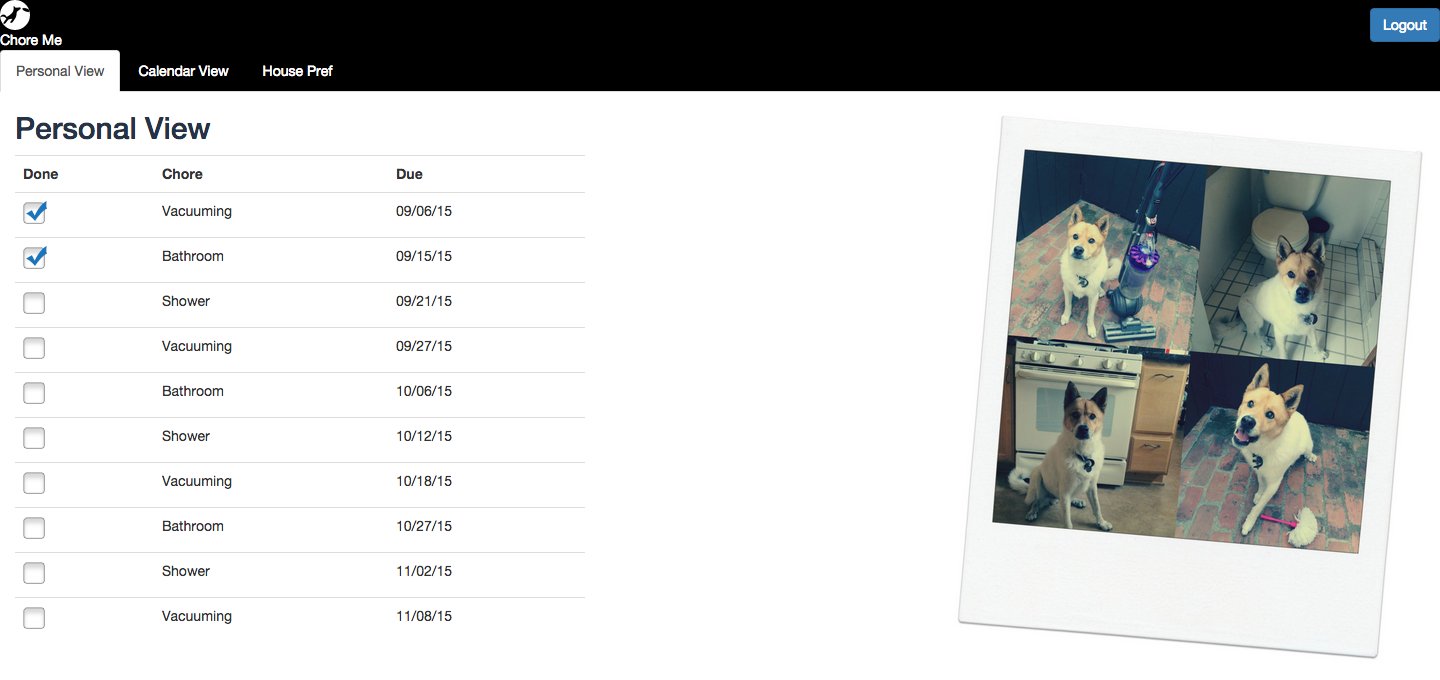 Chore Me
Logout
Personal View Calendar View House Pref
Personal View
Done Chore Due
Vacuuming 09/06/15
Bathroom 09/15/15
Shower 09/21/15
Vacuuming 09/27/15
Bathroom 10/06/15
Shower 10/12/15
Vacuuming 10/18/15
Bathroom 10/27/15
Shower 11/02/15
Vacuuming 11/08/15